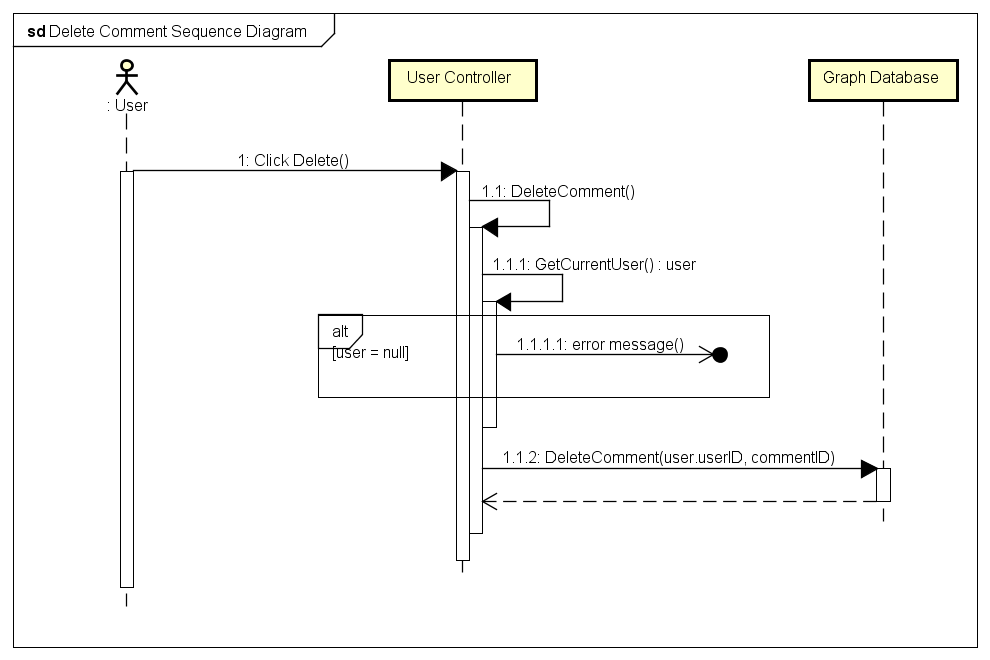 sd Delete Comment Sequence Diagram
: User
User Controller
Graph Database
1: Click Delete()
1.1: DeleteComment()
1.1.1: GetCurrentUser() : user
alt
[user = null]
1.1.1.1: error message()
1.1.2: DeleteComment(user.userID, commentID)